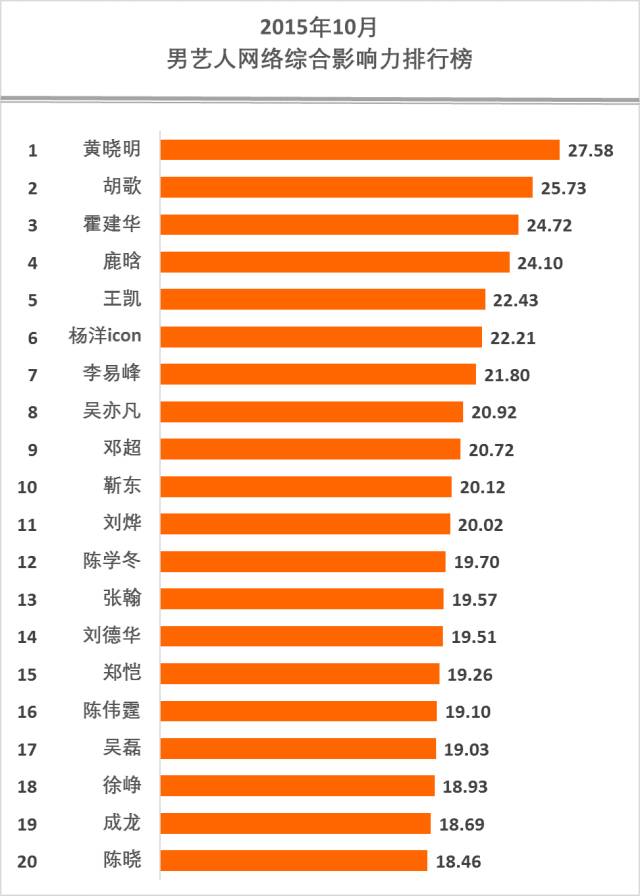 2015年10月
男艺人网络综合影响力排行榜
1 黄晓明 27.58
2 胡歌 25.73
3 霍建华 24.72
4 鹿晗 24.10
5 王凯 22.43
6 杨洋icon 22.21
7 李易峰 21.80
8 吴亦凡 20.92
9 邓超 20.72
10 靳东 20.12
11 刘烨 20.02
12 陈学冬 19.70
13 张翰 19.57
14 刘德华 19.51
15 郑恺 19.26
16 陈伟霆 19.10
17 吴磊 19.03
18 徐峥 18.93
19 成龙 18.69
20 陈晓 18.46